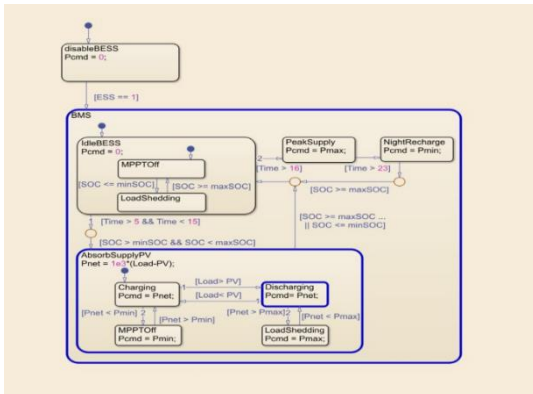 disableBESS
Pcmd = 0;
[ESS == 1]
BMS
IdleBESS
Pcmd = 0;
MPPTOff
[SOC <= minSOC]
[SOC >= maxSOC]
LoadShedding
2
[Time > 16]
PeakSupply
Pcmd = Pmax;
[Time > 23]
NightRecharge
Pcmd = Pmin;
[SOC >= maxSOC]
1
[Time > 5 && Time < 15]
[SOC > minSOC && SOC < maxSOC]
[SOC >= maxSOC ...
|| SOC <= minSOC]
AbsorbSupplyPV
Pnet = 1e3*(Load-PV);
Charging
Pcmd = Pnet;
1
[Load> PV]
[Load< PV]
1
Discharging
Pcmd= Pnet;
[Pnet < Pmin]
2
[Pnet > Pmin]
[Pnet > Pmax]
2
[Pnet < Pmax]
MPPTOff
Pcmd = Pmin;
LoadShedding
Pcmd = Pmax;